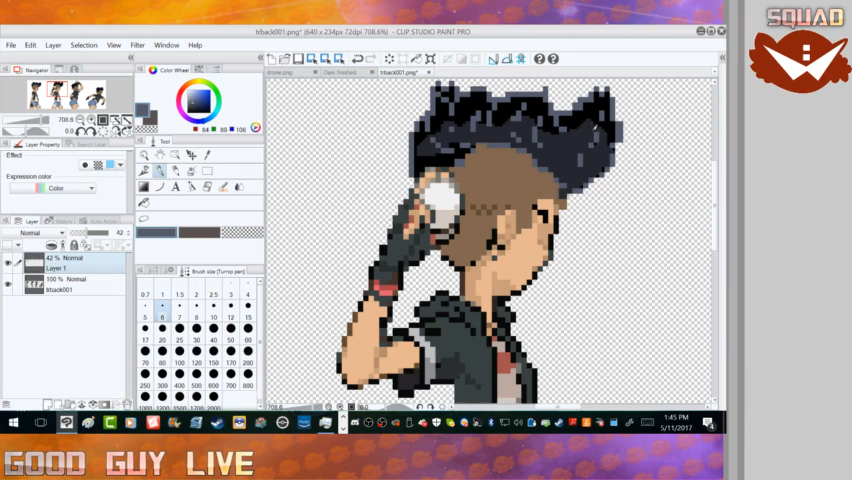 SQUAD
trback001.png* (640 x 234px 72dpi 708.6%) - CLIP STUDIO PAINT PRO
File Edit Layer Selection View Filter Window Help
Navigator
Color Wheel
drone.png
trback001.png*
708.6
0.0
84 89 108
Layer Property
Tool
Effect
Color
Layer
Normal 42
42 % Normal
Layer 1
100 % Normal
trback001
Brush size (Turnip pen)
0.7 1 1.5 2 2.5 3 4
5 6 7 8 10 12 15
17 20 25 30 40 50 60
70 80 100 120 150 170 200
250 300 400 500 600 700 800
1000 1200 1500 1700 2000
708.6
1:45 PM
5/11/2017
GOOD GUY LIVE